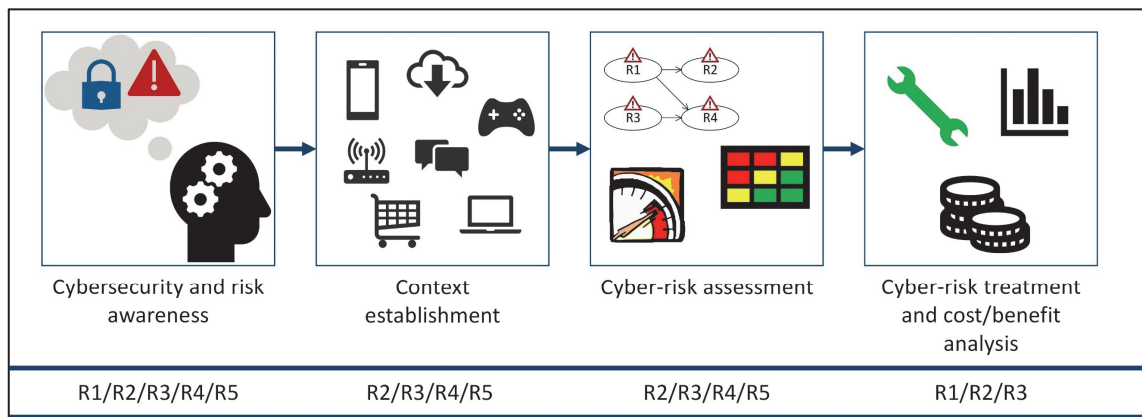 R1
R2
R3
R4
Cybersecurity and risk
awareness
Context
establishment
Cyber-risk assessment
Cyber-risk treatment
and cost/benefit
analysis
R1/R2/R3/R4/R5
R2/R3/R4/R5
R2/R3/R4/R5
R1/R2/R3